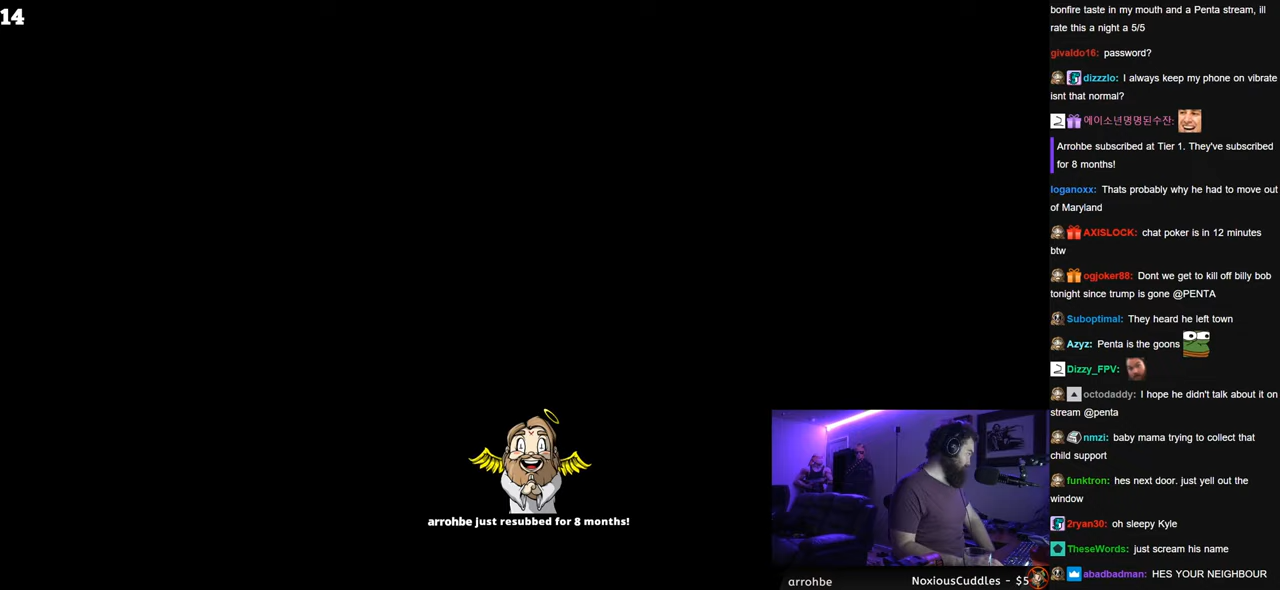 14
bonfire taste in my mouth and a Penta stream, ill
rate this a night a 5/5
givaldo16: password?
dizzzlo: I always keep my phone on vibrate
isnt that normal?
에이소년명명된수잔:
Arrohbe subscribed at Tier 1. They've subscribed
for 8 months!
loganoxx: Thats probably why he had to move out
of Maryland
AXISLOCK: chat poker is in 12 minutes
btw
ogjoker88: Dont we get to kill off billy bob
tonight since trump is gone @PENTA
Suboptimal: They heard he left town
Azyz: Penta is the goons
Dizzy_FPV:
octodaddy: I hope he didn't talk about it on
stream @penta
nmzi: baby mama trying to collect that
child support
funktron: hes next door. just yell out the
window
2ryan30: oh sleepy Kyle
TheseWords: just scream his name
abadbadman: HES YOUR NEIGHBOUR
arrohbe just resubbed for 8 months!
arrohbe
NoxiousCuddles - $5